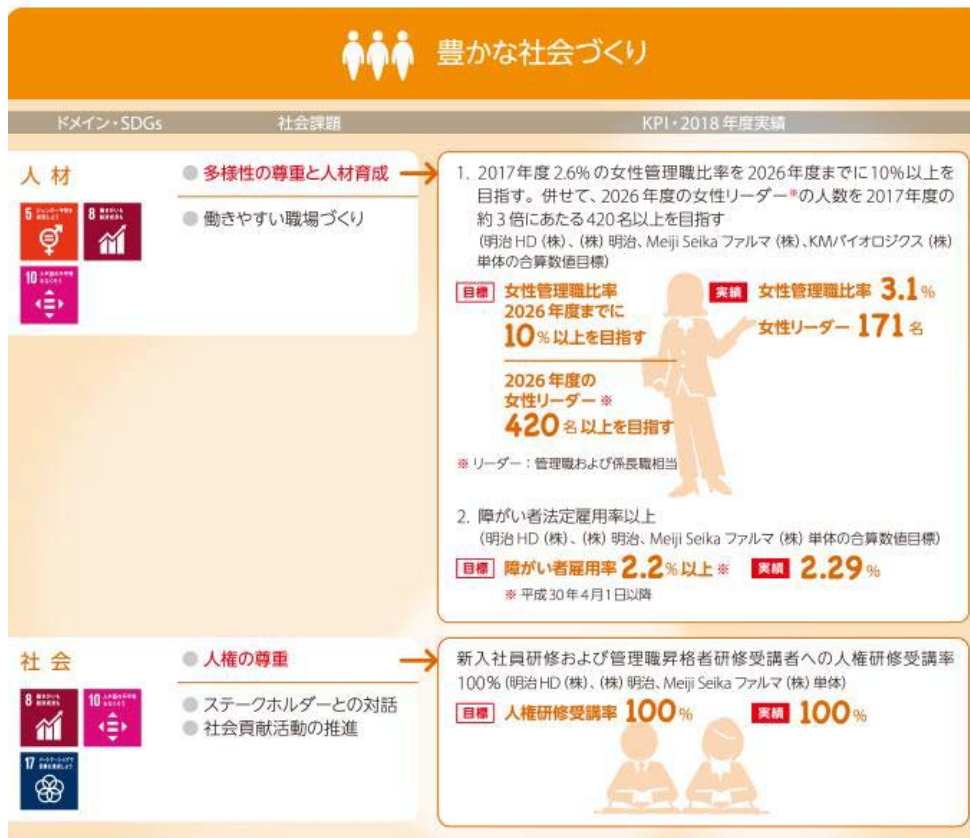 豊かな社会づくり
ドメイン・SDGs 社会課題 KPI・2018年度実績
人材
5
8
10
多様性の尊重と人材育成
働きやすい職場づくり
1. 2017年度2.6%の女性管理職比率を2026年度までに10%以上を
目指す。併せて、2026年度の女性リーダー※の人数を2017年度の
約3倍にあたる420名以上を目指す
(明治HD(株)、(株)明治、Meiji Seika ファルマ(株)、KMバイオロジクス(株)
単体の合算数値目標)
目標 女性管理職比率
2026年度までに
10%以上を目指す
2026年度の
女性リーダー※
420名以上を目指す
実績 女性管理職比率 3.1%
女性リーダー 171名
※リーダー：管理職および係長職相当
2. 障がい者法定雇用率以上
(明治HD(株)、(株)明治、Meiji Seika ファルマ(株)単体の合算数値目標)
目標 障がい者雇用率2.2%以上※ 実績 2.29%
※平成30年4月1日以降
社会
8
10
17
人権の尊重
ステークホルダーとの対話
社会貢献活動の推進
新入社員研修および管理職昇格者研修受講者への人権研修受講率
100%(明治HD(株)、(株)明治、Meiji Seika ファルマ(株)単体)
目標 人権研修受講率 100% 実績 100%